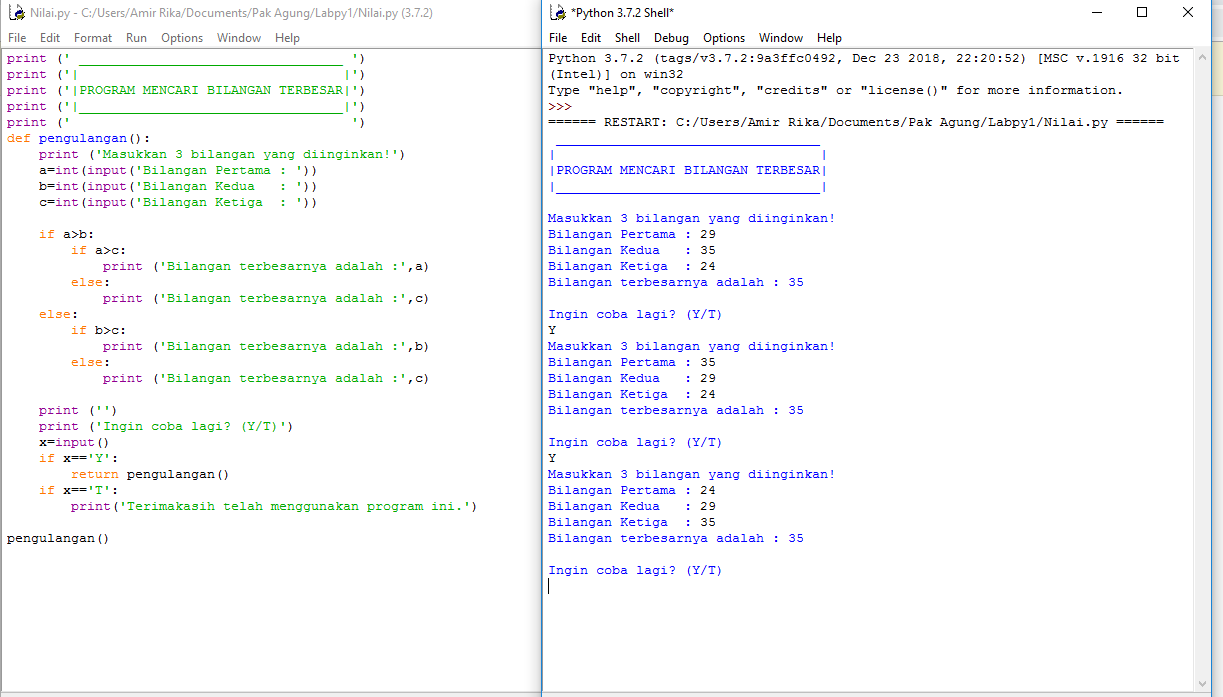 Nilai.py - C:/Users/Amir Rika/Documents/Pak Agung/Labpy1/Nilai.py (3.7.2)
File Edit Format Run Options Window Help
print (' _________________________________ ')
print ('|                                 |')
print ('|PROGRAM MENCARI BILANGAN TERBESAR|')
print ('|_________________________________|')
print ('                                   ')
def pengulangan():
    print ('Masukkan 3 bilangan yang diinginkan!')
    a=int(input('Bilangan Pertama : '))
    b=int(input('Bilangan Kedua   : '))
    c=int(input('Bilangan Ketiga  : '))
    if a>b:
        if a>c:
            print ('Bilangan terbesarnya adalah :',a)
        else:
            print ('Bilangan terbesarnya adalah :',c)
    else:
        if b>c:
            print ('Bilangan terbesarnya adalah :',b)
        else:
            print ('Bilangan terbesarnya adalah :',c)
    print ('')
    print ('Ingin coba lagi? (Y/T)')
    x=input()
    if x=='Y':
        return pengulangan()
    if x=='T':
        print('Terimakasih telah menggunakan program ini.')
pengulangan()
*Python 3.7.2 Shell*
File Edit Shell Debug Options Window Help
Python 3.7.2 (tags/v3.7.2:9a3ffc0492, Dec 23 2018, 22:20:52) [MSC v.1916 32 bit
(Intel)] on win32
Type "help", "copyright", "credits" or "license()" for more information.
>>>
====== RESTART: C:/Users/Amir Rika/Documents/Pak Agung/Labpy1/Nilai.py ======
 _________________________________
|                                 |
|PROGRAM MENCARI BILANGAN TERBESAR|
|_________________________________|
Masukkan 3 bilangan yang diinginkan!
Bilangan Pertama : 29
Bilangan Kedua   : 35
Bilangan Ketiga  : 24
Bilangan terbesarnya adalah : 35
Ingin coba lagi? (Y/T)
Y
Masukkan 3 bilangan yang diinginkan!
Bilangan Pertama : 35
Bilangan Kedua   : 29
Bilangan Ketiga  : 24
Bilangan terbesarnya adalah : 35
Ingin coba lagi? (Y/T)
Y
Masukkan 3 bilangan yang diinginkan!
Bilangan Pertama : 24
Bilangan Kedua   : 29
Bilangan Ketiga  : 35
Bilangan terbesarnya adalah : 35
Ingin coba lagi? (Y/T)